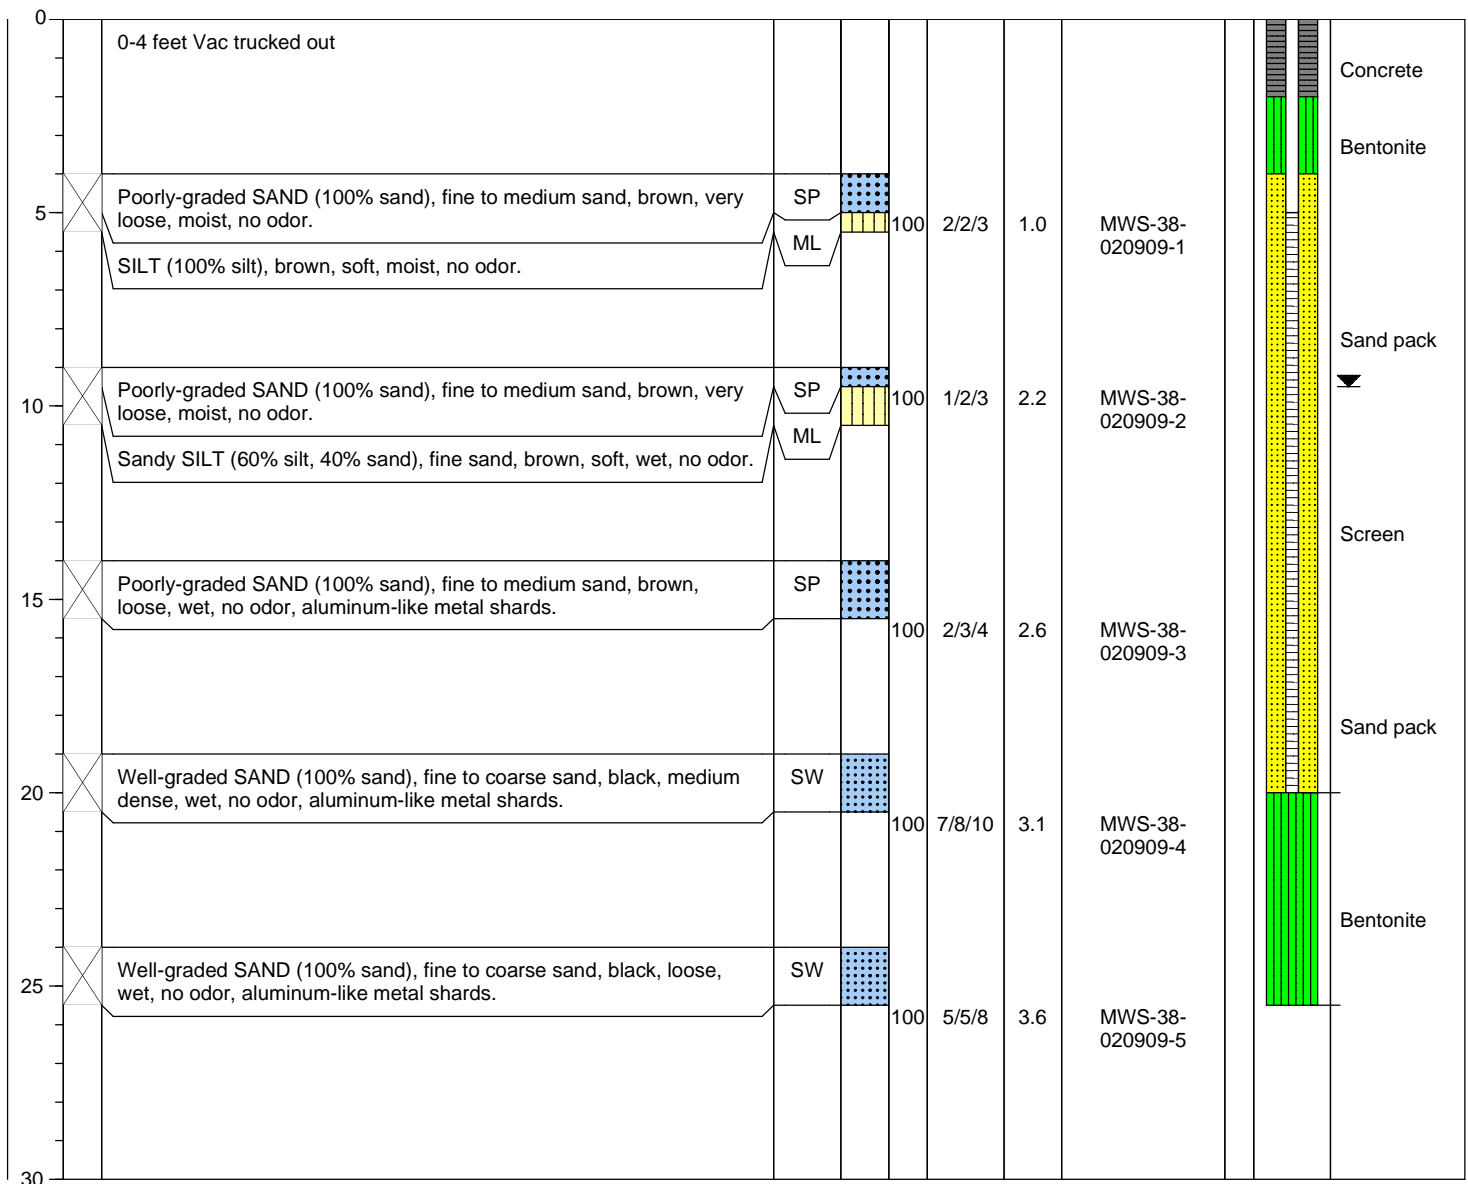 0
0-4 feet Vac trucked out
Concrete
Bentonite
Poorly-graded SAND (100% sand), fine to medium sand, brown, very
loose, moist, no odor.
SP
5
100
2/2/3
1.0
MWS-38-
020909-1
ML
SILT (100% silt), brown, soft, moist, no odor.
Sand pack
Poorly-graded SAND (100% sand), fine to medium sand, brown, very
loose, moist, no odor.
SP
10
100
1/2/3
2.2
MWS-38-
020909-2
ML
Sandy SILT (60% silt, 40% sand), fine sand, brown, soft, wet, no odor.
Screen
Poorly-graded SAND (100% sand), fine to medium sand, brown,
loose, wet, no odor, aluminum-like metal shards.
SP
15
100
2/3/4
2.6
MWS-38-
020909-3
Sand pack
Well-graded SAND (100% sand), fine to coarse sand, black, medium
dense, wet, no odor, aluminum-like metal shards.
SW
20
100
7/8/10
3.1
MWS-38-
020909-4
Bentonite
Well-graded SAND (100% sand), fine to coarse sand, black, loose,
wet, no odor, aluminum-like metal shards.
SW
25
100
5/5/8
3.6
MWS-38-
020909-5
30